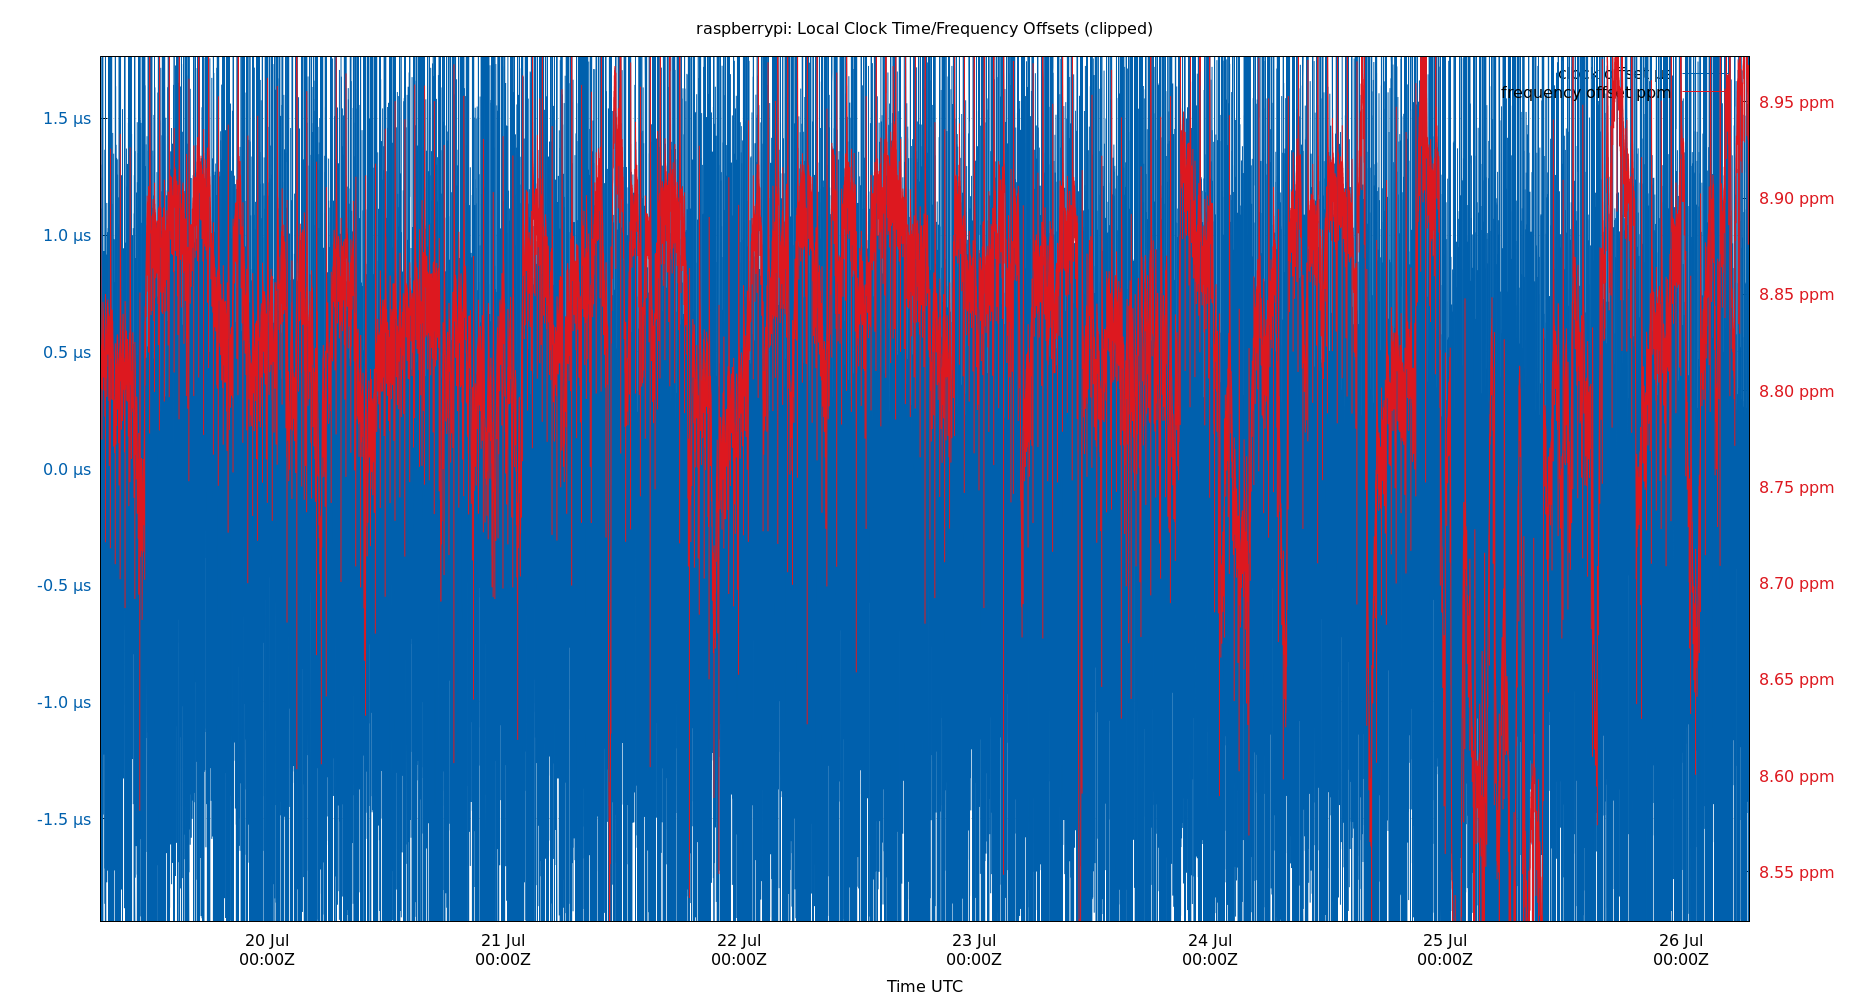 raspberrypi: Local Clock Time/Frequency Offsets (clipped)
clock offset µs
frequency offset ppm
1.5 µs
1.0 µs
0.5 µs
0.0 µs
-0.5 µs
-1.0 µs
-1.5 µs
8.95 ppm
8.90 ppm
8.85 ppm
8.80 ppm
8.75 ppm
8.70 ppm
8.65 ppm
8.60 ppm
8.55 ppm
20 Jul
00:00Z
21 Jul
00:00Z
22 Jul
00:00Z
23 Jul
00:00Z
24 Jul
00:00Z
25 Jul
00:00Z
26 Jul
00:00Z
Time UTC